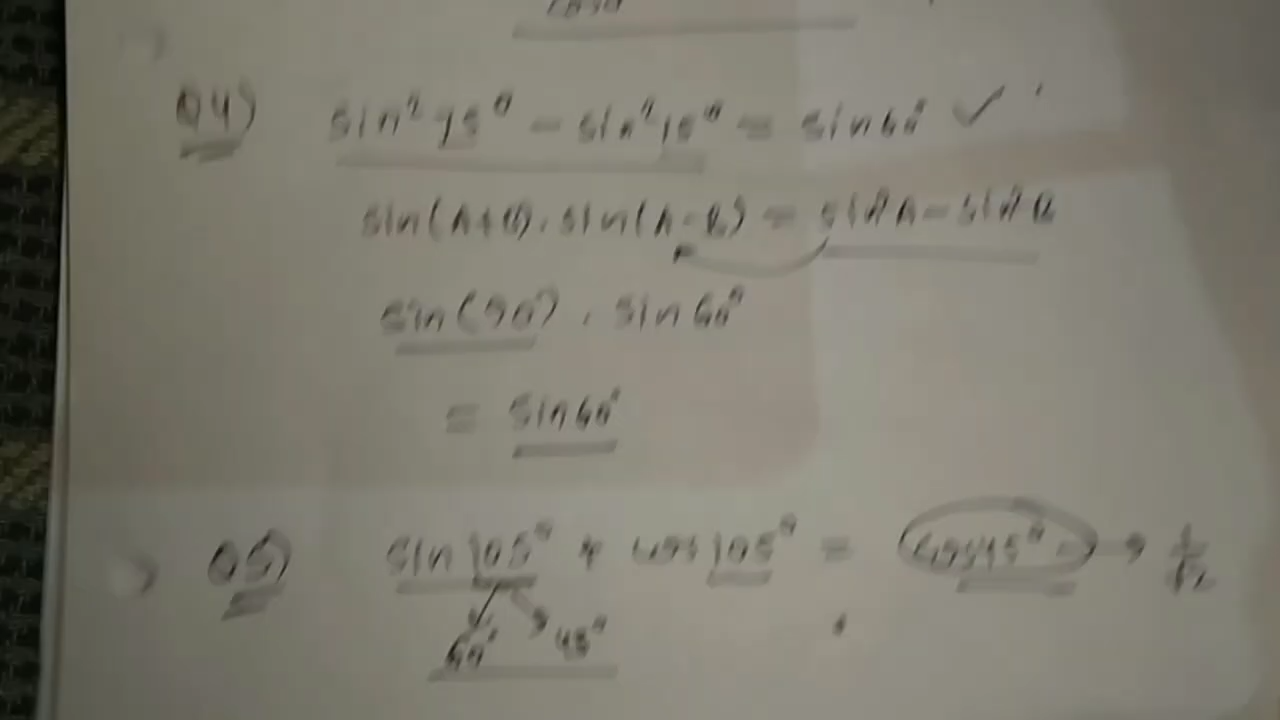 Q4) sin²75° - sin²15° = sin60° ✓
sin(A+B).sin(A-B) = sin²A - sin²B
sin(90°) . sin60°
= sin60°
Q5) sin105° + cos105° = cos45° → 1/√2
60° 45°